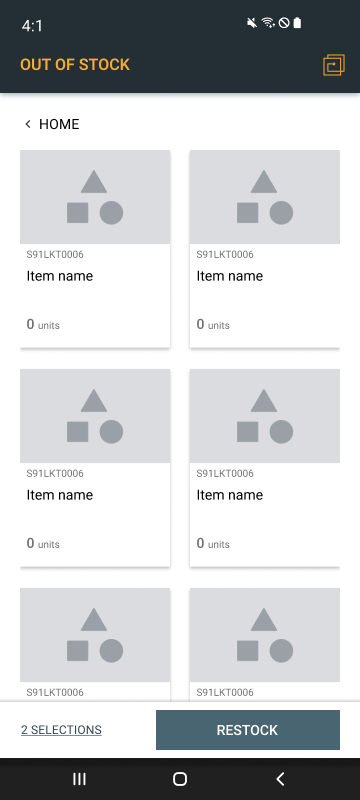 4:1
OUT OF STOCK
HOME
S91LKT0006
Item name
0 units
S91LKT0006
Item name
0 units
S91LKT0006
Item name
0 units
S91LKT0006
Item name
0 units
S91LKT0006
S91LKT0006
2 SELECTIONS
RESTOCK